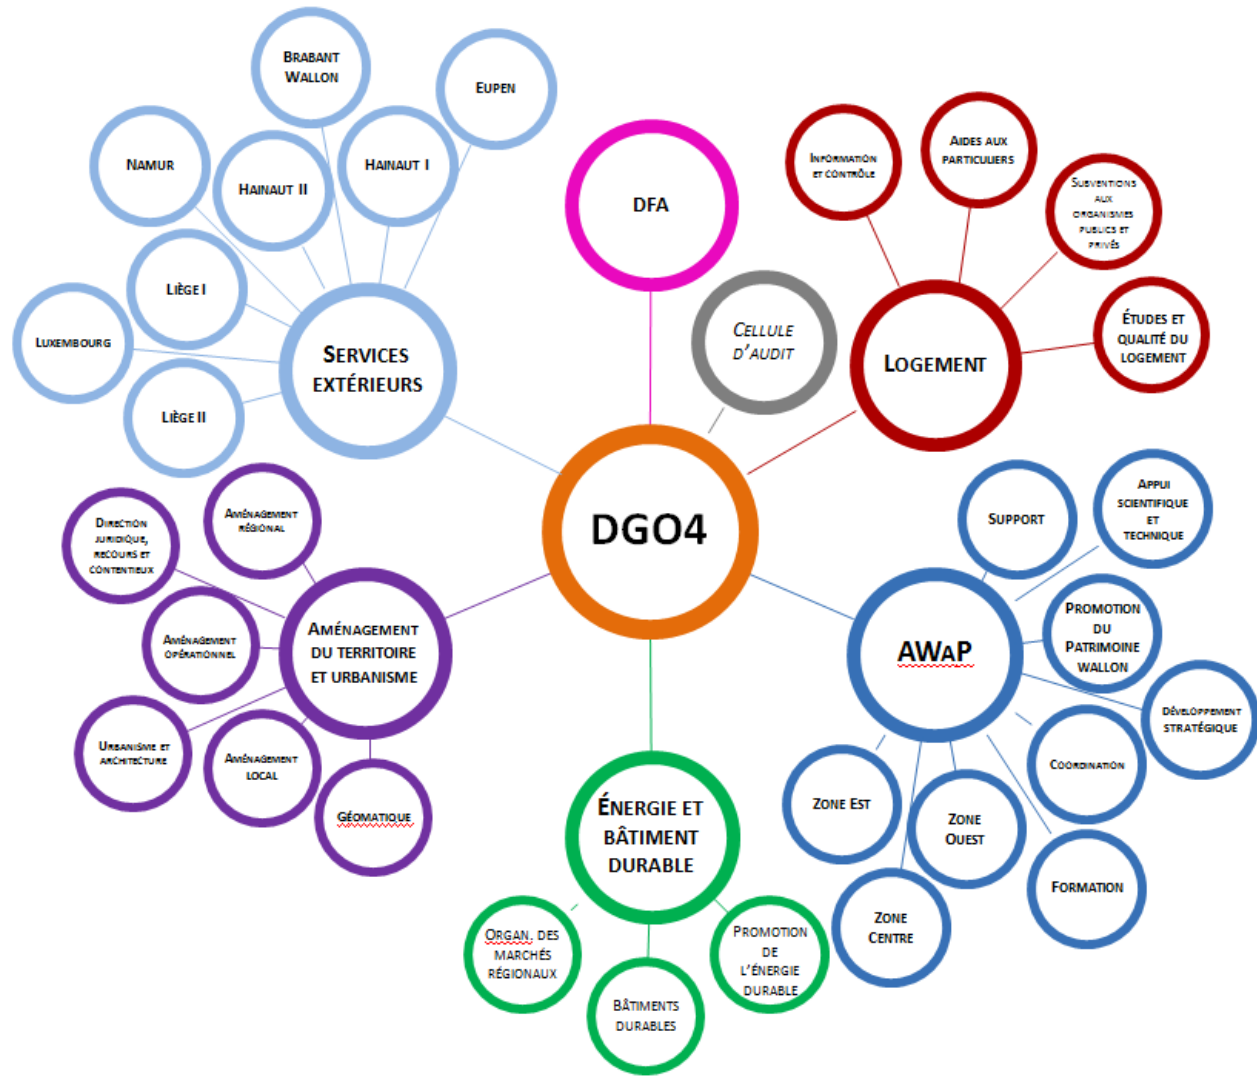 BRABANT
WALLON
EUPEN
NAMUR
HAINAUT II
HAINAUT I
LIÈGE I
LUXEMBOURG
LIÈGE II
SERVICES
EXTÉRIEURS
DFA
CELLULE
D'AUDIT
INFORMATION
ET CONTRÔLE
AIDES AUX
PARTICULIERS
SUBVENTIONS
AUX
ORGANISMES
PUBLICS ET
PRIVÉS
ÉTUDES ET
QUALITÉ DU
LOGEMENT
LOGEMENT
DGO4
AMÉNAGEMENT
RÉGIONAL
DIRECTION
JURIDIQUE,
RECOURS ET
CONTENTIEUX
AMÉNAGEMENT
OPÉRATIONNEL
URBANISME ET
ARCHITECTURE
AMÉNAGEMENT
LOCAL
GÉOMATIQUE
AMÉNAGEMENT
DU TERRITOIRE
ET URBANISME
SUPPORT
APPUI
SCIENTIFIQUE
ET
TECHNIQUE
PROMOTION
DU
PATRIMOINE
WALLON
DÉVELOPPEMENT
STRATÉGIQUE
COORDINATION
FORMATION
ZONE EST
ZONE
OUEST
ZONE
CENTRE
AWAP
ÉNERGIE ET
BÂTIMENT
DURABLE
ORGAN. DES
MARCHÉS
RÉGIONAUX
BÂTIMENTS
DURABLES
PROMOTION
DE
L'ÉNERGIE
DURABLE